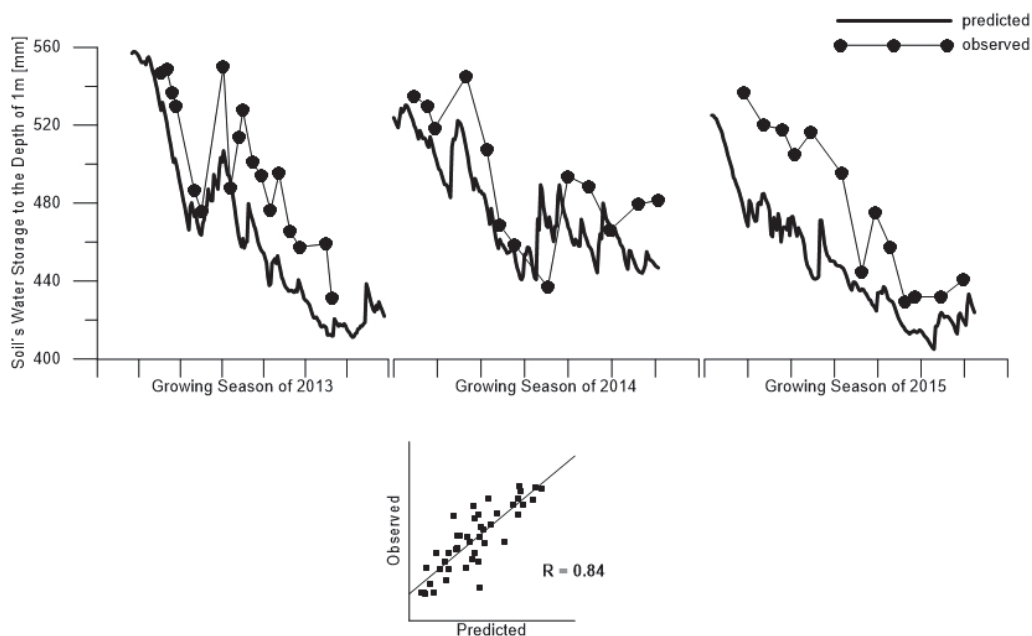 predicted
observed
Soil´s Water Storage to the Depth of 1m [mm]
560
520
480
440
400
Growing Season of 2013
Growing Season of 2014
Growing Season of 2015
Observed
R = 0.84
Predicted